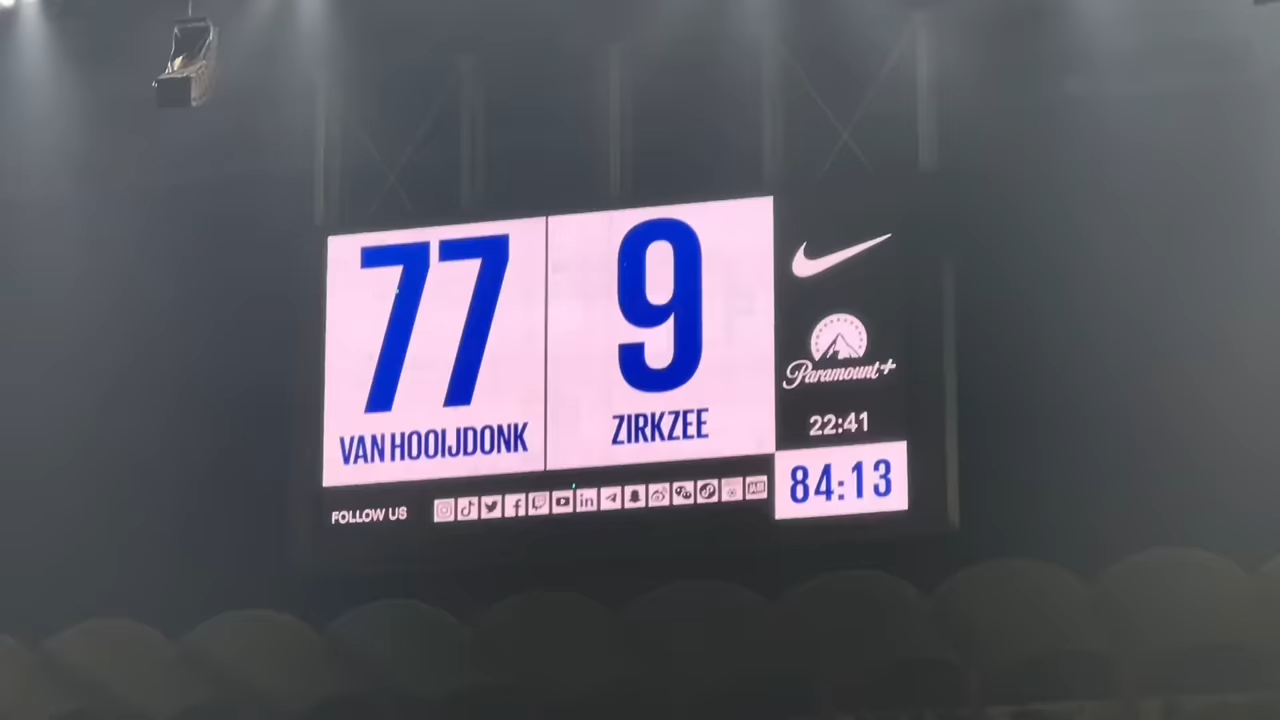 77
VAN HOOIJDONK
9
ZIRKZEE
Paramount+
22:41
84:13
FOLLOW US